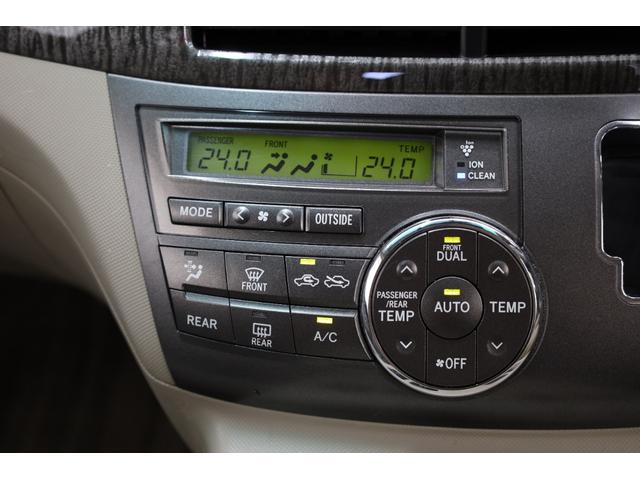 PASSENGER FRONT TEMP
24.0 24.0
Ion
ION
CLEAN
MODE OUTSIDE
FRONT
DUAL
FRONT
PASSENGER
/REAR
TEMP
AUTO
TEMP
REAR
REAR
A/C
OFF